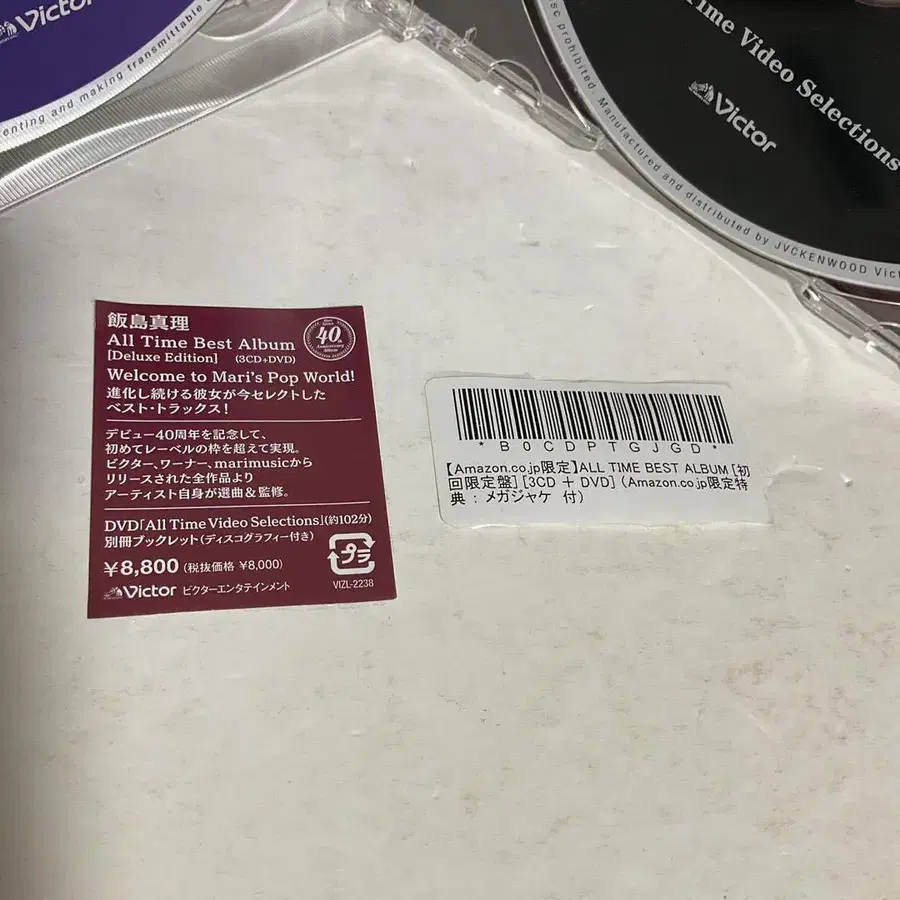 Victor
enting and making transmittable
Time Video Selections
Victor
sc prohibited. Manufactured and distributed by JVCKENWOOD Vict
飯島真理
All Time Best Album
[Deluxe Edition] (3CD+DVD)
40th
Anniversary
Welcome to Mari's Pop World!
進化し続ける彼女が今セレクトした
ベスト・トラックス!
デビュー40周年を記念して、
初めてレーベルの枠を超えて実現。
ビクター、ワーナー、marimusicから
リリースされた全作品より
アーティスト自身が選曲&監修。
DVD「All Time Video Selections」(約102分)
別冊ブックレット(ディスコグラフィー付き)
¥8,800 (税抜価格 ¥8,000)
プラ
Victor ビクターエンタテインメント
VIZL-2238
*B0CDPTGJGD*
【Amazon.co.jp限定】ALL TIME BEST ALBUM [初
回限定盤] [3CD + DVD] (Amazon.co.jp限定特
典 : メガジャケ 付)